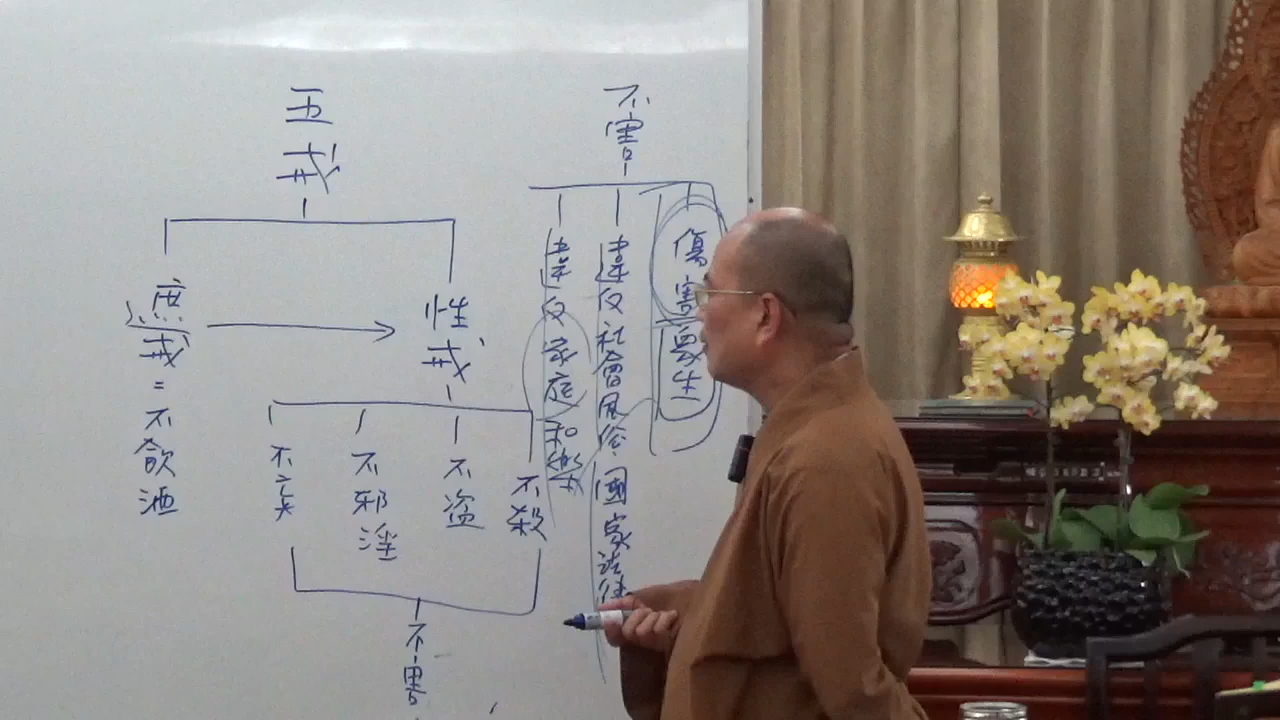 不害
傷害眾生
違反社會風俗.國家法律
違反家庭和樂
五戒
性戒
遮戒=不飲酒
不殺
不盜
不邪淫
不妄
不害